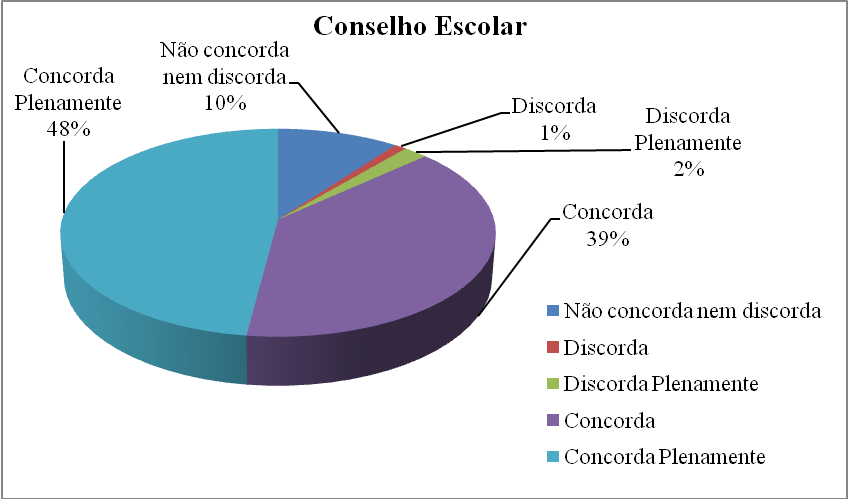 Conselho Escolar
Não concorda
nem discorda
10%
Concorda
Plenamente
48%
Discorda
1%
Discorda
Plenamente
2%
Concorda
39%
Não concorda nem discorda
Discorda
Discorda Plenamente
Concorda
Concorda Plenamente